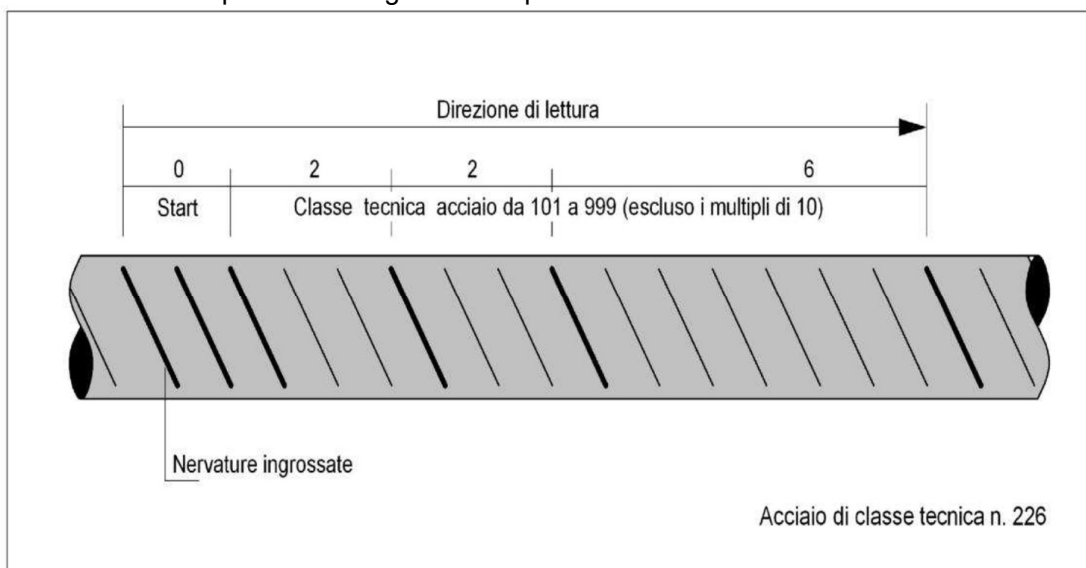 Direzione di lettura
0 2 2 6
Start Classe tecnica acciaio da 101 a 999 (escluso i multipli di 10)
Nervature ingrossate
Acciaio di classe tecnica n. 226